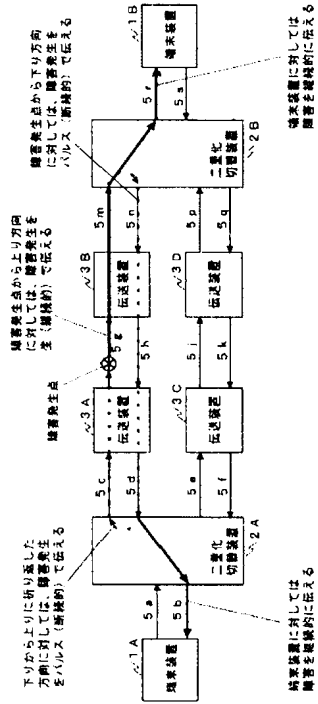 下りから上りに折り返した
方向に対しては、障害発生
をパルス（断続的）で伝える
障害発生点から上り方向
に対しては、障害発生を
生（継続的）で伝える
障害発生点から下り方向
に対しては、障害発生を
パルス（断続的）で伝える
障害発生点
1A
端末装置
5a
5b
2A
二重化
切替装置
5c
5d
5e
5f
3A
伝送装置
3C
伝送装置
5g
5h
5i
5k
3B
伝送装置
3D
伝送装置
5m
5n
5p
5q
二重化
切替装置
2B
5r
5s
1B
端末装置
端末装置に対しては
障害を継続的に伝える
端末装置に対しては
障害を継続的に伝える